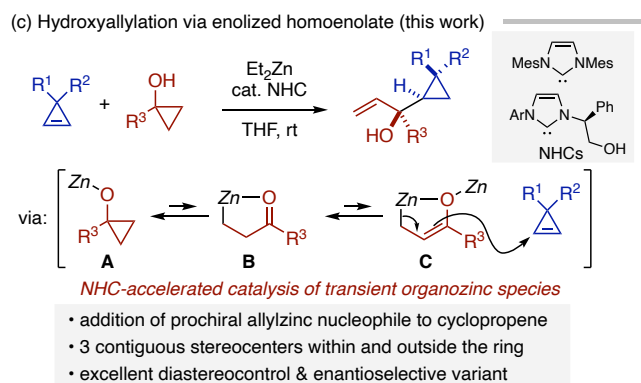 (c) Hydroxyallylation via enolized homoenolate (this work)
R1 R2
+
OH
R3
Et2Zn
cat. NHC
THF, rt
R1 R2
H
HO R3
Mes N N Mes
Ar N N Ph
OH
NHCs
via:
Zn O
R3
A
Zn O
R3
B
Zn O Zn
R3
C
R1 R2
NHC-accelerated catalysis of transient organozinc species
• addition of prochiral allylzinc nucleophile to cyclopropene
• 3 contiguous stereocenters within and outside the ring
• excellent diastereocontrol & enantioselective variant